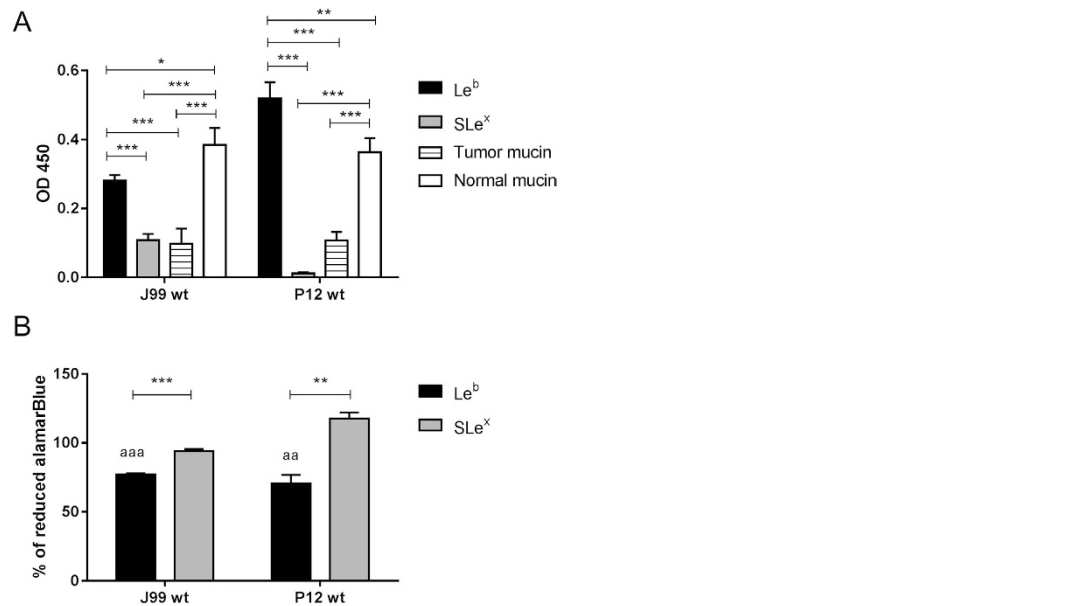 A
**
***
***
*
***
***
***
***
***
***
0.6
0.4
0.2
0.0
OD 450
J99 wt
P12 wt
Le^b
SLe^x
Tumor mucin
Normal mucin
B
150
100
50
0
% of reduced alamarBlue
***
**
aaa
aa
J99 wt
P12 wt
Le^b
SLe^x